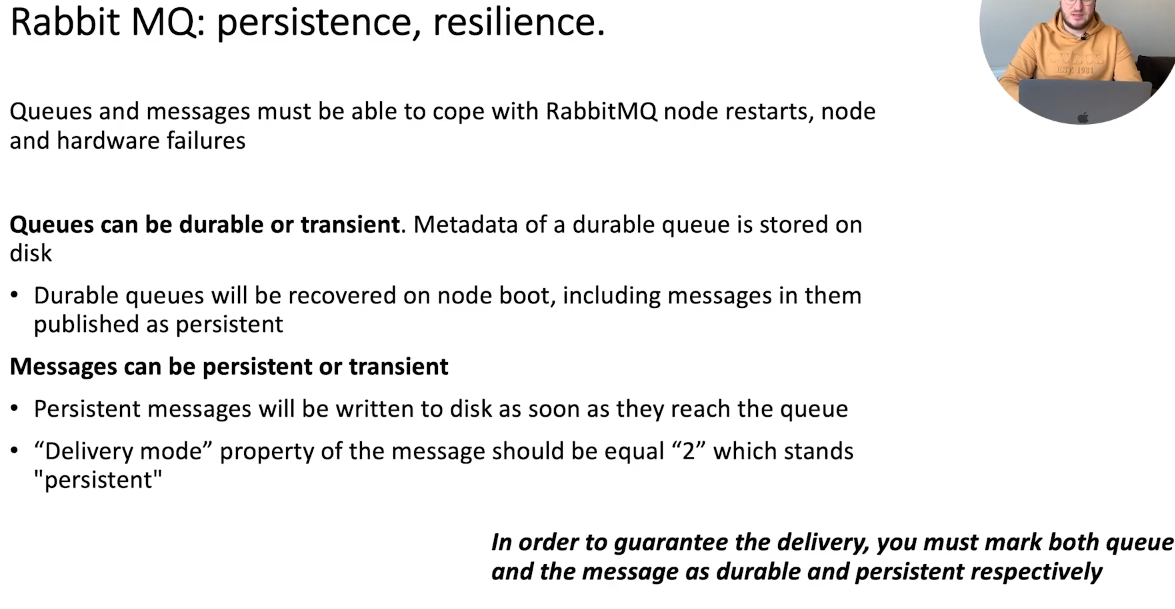 Rabbit MQ: persistence, resilience.
Queues and messages must be able to cope with RabbitMQ node restarts, node
and hardware failures
Queues can be durable or transient. Metadata of a durable queue is stored on
disk
• Durable queues will be recovered on node boot, including messages in them
published as persistent
Messages can be persistent or transient
• Persistent messages will be written to disk as soon as they reach the queue
• “Delivery mode” property of the message should be equal “2” which stands
"persistent"
In order to guarantee the delivery, you must mark both queue
and the message as durable and persistent respectively